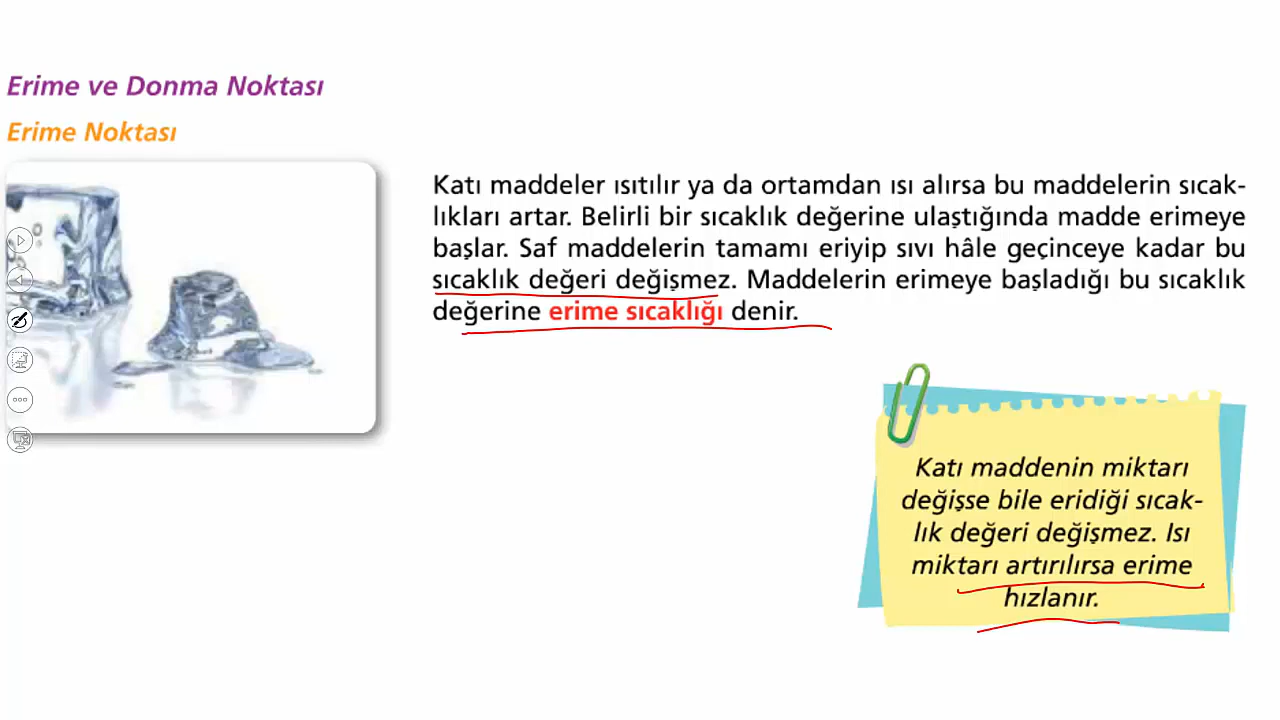 Erime ve Donma Noktası
Erime Noktası
Katı maddeler ısıtılır ya da ortamdan ısı alırsa bu maddelerin sıcak-
lıkları artar. Belirli bir sıcaklık değerine ulaştığında madde erimeye
başlar. Saf maddelerin tamamı eriyip sıvı hâle geçinceye kadar bu
sıcaklık değeri değişmez. Maddelerin erimeye başladığı bu sıcaklık
değerine erime sıcaklığı denir.
Katı maddenin miktarı
değişse bile eridiği sıcak-
lık değeri değişmez. Isı
miktarı artırılırsa erime
hızlanır.